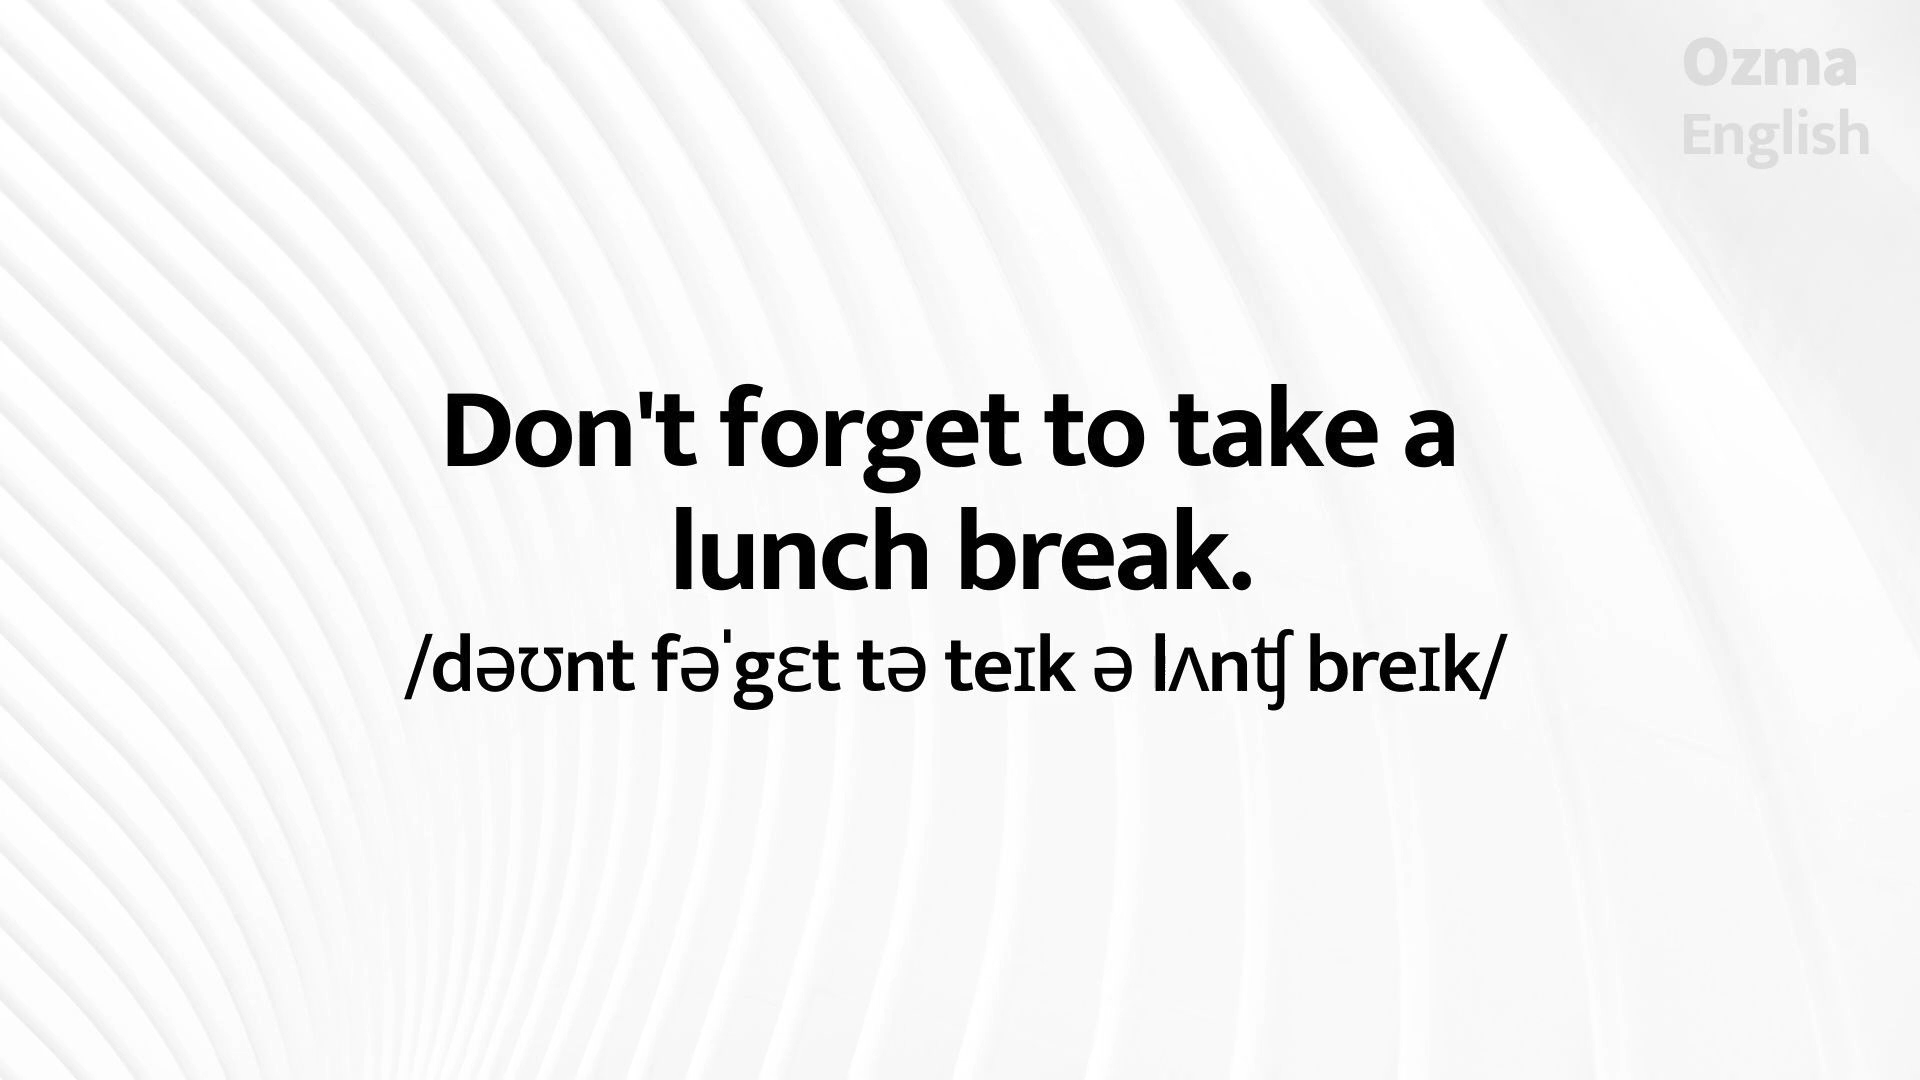 Ozma
English
Don't forget to take a
lunch break.
/dəʊnt fəˈgɛt tə teɪk ə lʌnʧ breɪk/